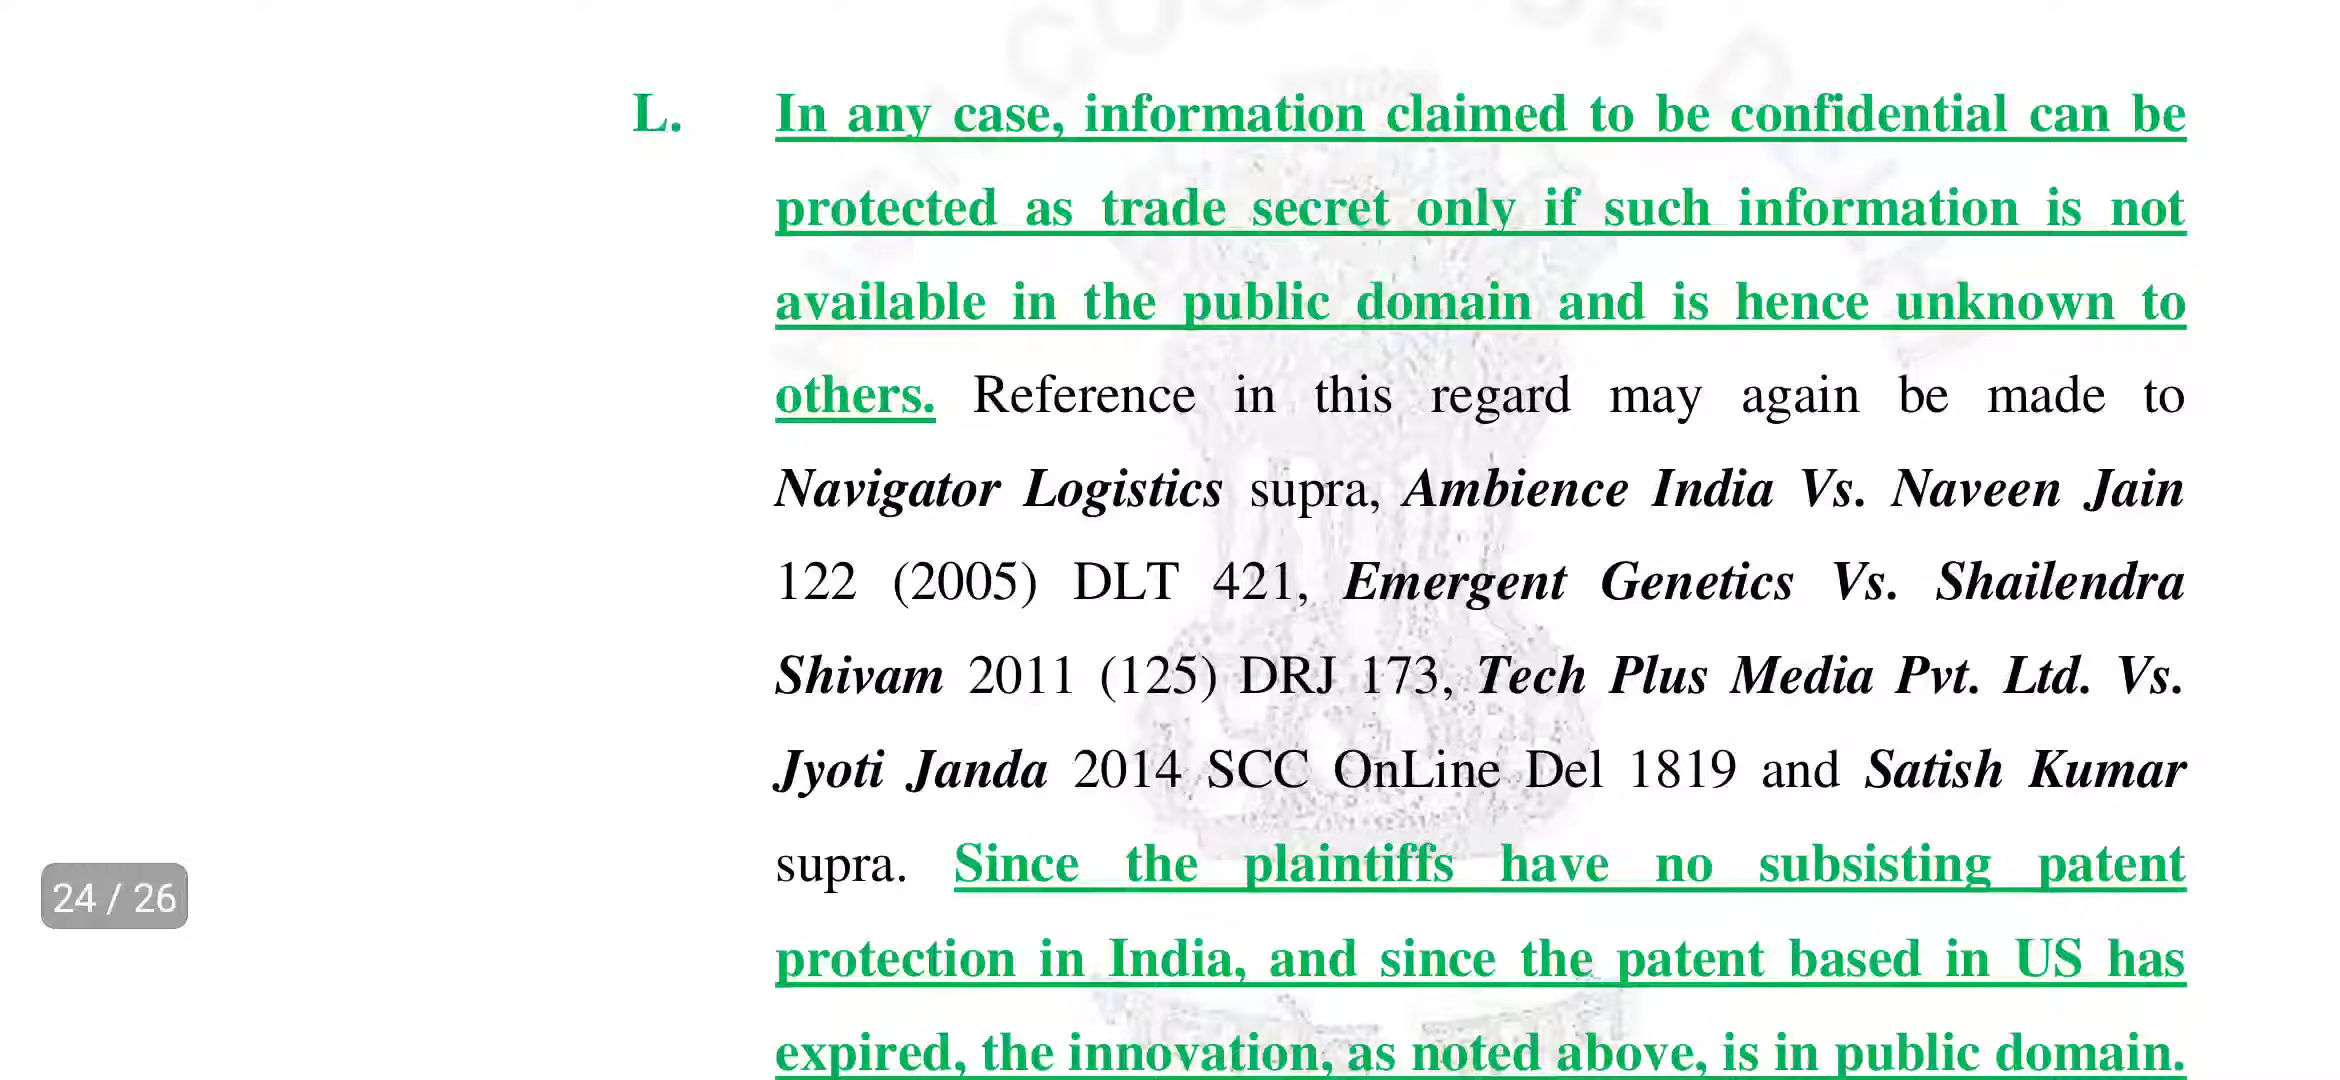 L. In any case, information claimed to be confidential can be
protected as trade secret only if such information is not
available in the public domain and is hence unknown to
others. Reference in this regard may again be made to
Navigator Logistics supra, Ambience India Vs. Naveen Jain
122 (2005) DLT 421, Emergent Genetics Vs. Shailendra
Shivam 2011 (125) DRJ 173, Tech Plus Media Pvt. Ltd. Vs.
Jyoti Janda 2014 SCC OnLine Del 1819 and Satish Kumar
supra. Since the plaintiffs have no subsisting patent
24 / 26
protection in India, and since the patent based in US has
expired, the innovation, as noted above, is in public domain.